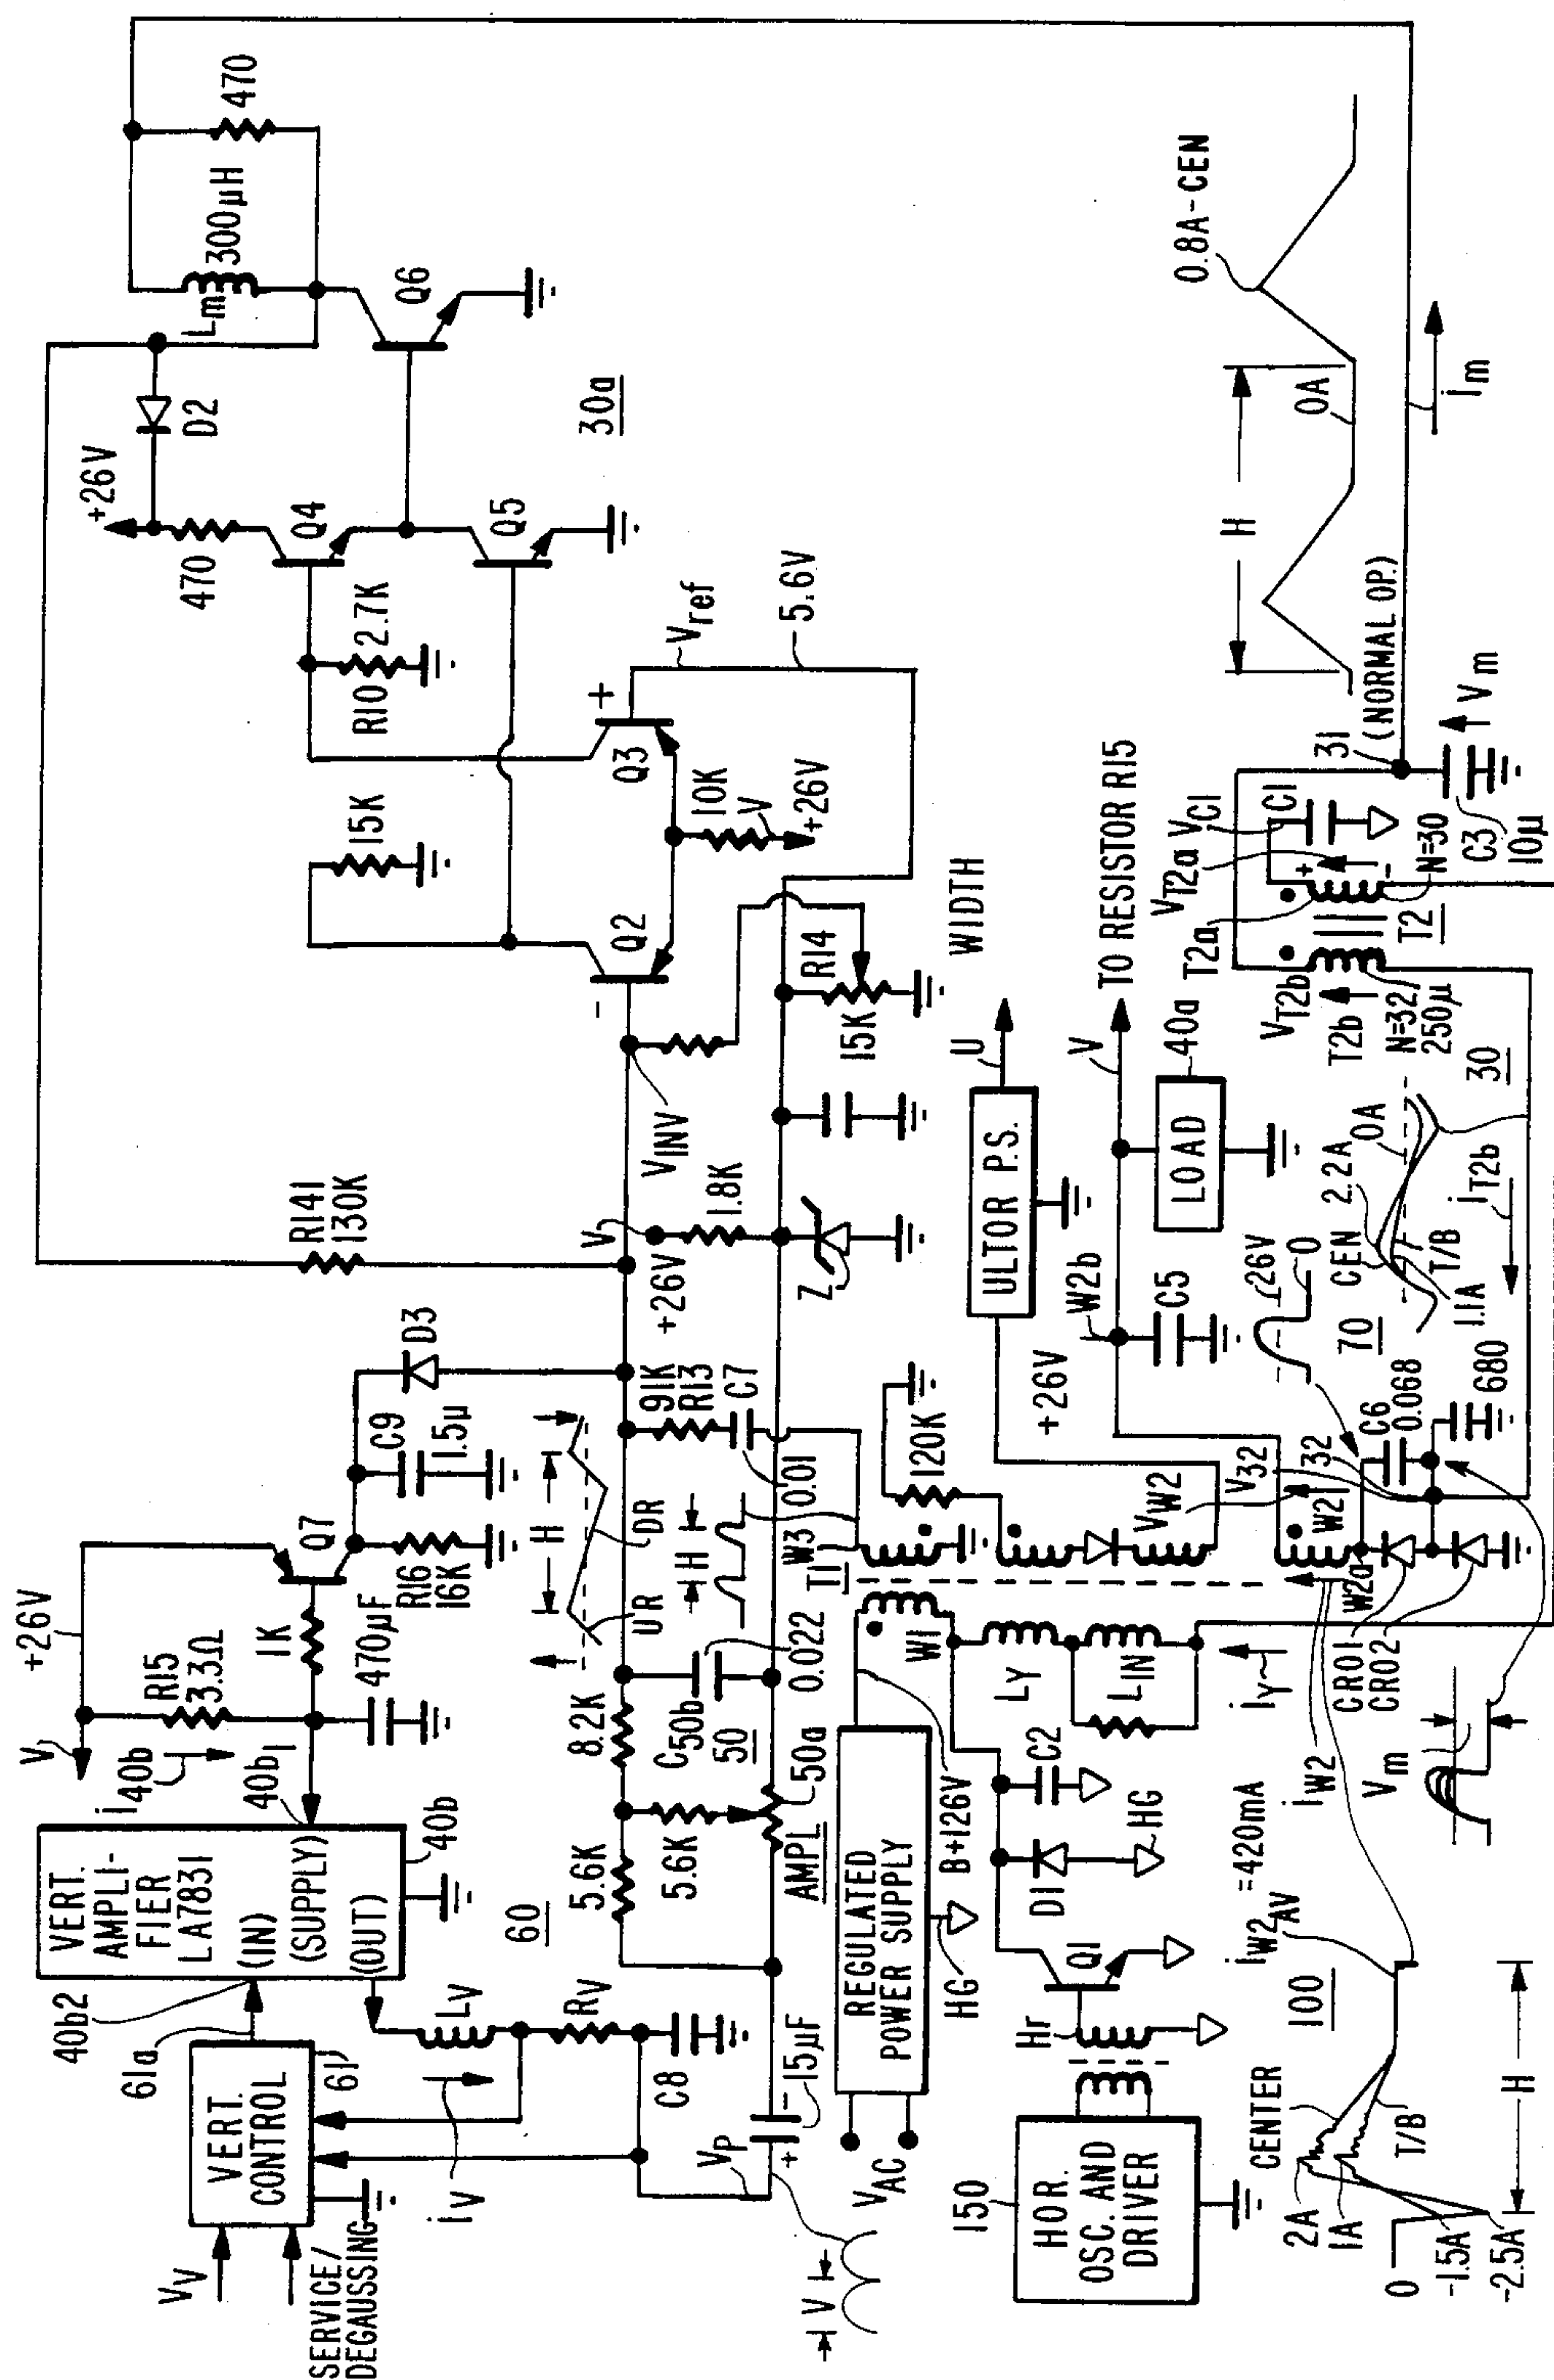 VERT.
AMPLI-
FIER
LA7831
(IN)
(SUPPLY)
(OUT)
40b2
61a
61'
VERT.
CONTROL
VV
SERVICE/
DEGAUSSING
iV
LV
RV
C8
VP
V
15μF
+
-
40b
40b1
i40b
V
+26V
R15
3.3Ω
1K
470μF
Q7
R16
16K
C9
1.5μ
D3
R141
130K
60
5.6K
5.6K
8.2K
C50b
0.022
50
50a
AMPL
UR
DR
H
H
91K
R13
C7
0.01
V
+26V
1.8K
Z
VINV
-
Q2
15K
R14
15K
WIDTH
10K
V
+26V
Q3
+
Vref
-5.6V
R10
2.7K
470
+26V
Q4
Q5
D2
Q6
Lm
300μH
470
30a
VAC
REGULATED
POWER SUPPLY
HG
B+126V
150
HOR.
OSC. AND
DRIVER
Hr
Q1
D1
HG
C2
W1
T1
W3
LY
LIN
iY
120K
ULTOR P.S.
U
VW2
W21
W2a
iW2
CR01
CR02
V32
32
+26V
W2b
C5
V
TO RESISTOR R15
LOAD
40a
26V
0
70
C6
0.068
680
CEN
2.2A
0A
1.1A
T/B
iT2b
30
VT2b
T2b
N=32
250μ
T2
T2a
VT2a
VC1
C1
+
-
N=30
C3
10μ
Vm
31
(NORMAL OP.)
H
0A
0.8A-CEN
im
100
iW2AV
=420mA
CENTER
2A
1A
T/B
0
-1.5A
-2.5A
H
Vm